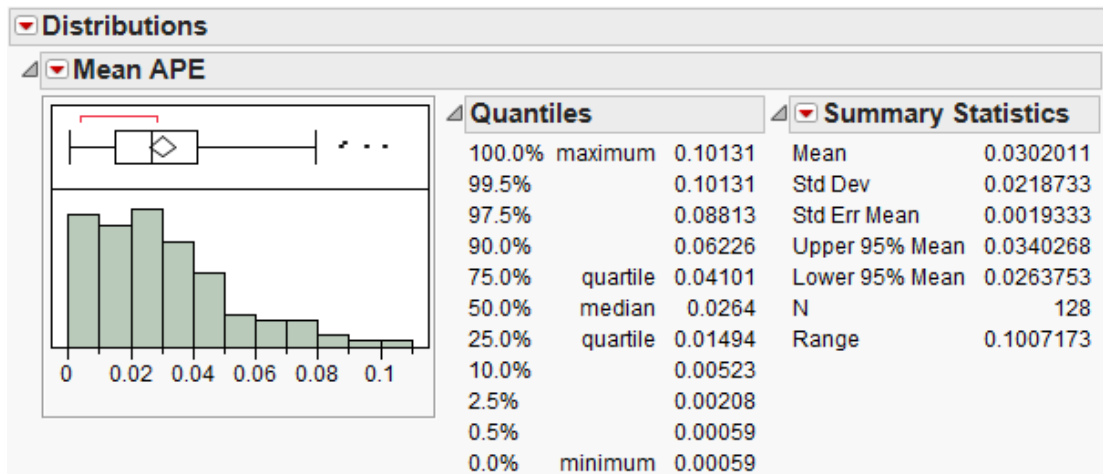 Distributions
Mean APE
0 0.02 0.04 0.06 0.08 0.1
Quantiles
100.0% maximum 0.10131
99.5% 0.10131
97.5% 0.08813
90.0% 0.06226
75.0% quartile 0.04101
50.0% median 0.0264
25.0% quartile 0.01494
10.0% 0.00523
2.5% 0.00208
0.5% 0.00059
0.0% minimum 0.00059
Summary Statistics
Mean 0.0302011
Std Dev 0.0218733
Std Err Mean 0.0019333
Upper 95% Mean 0.0340268
Lower 95% Mean 0.0263753
N 128
Range 0.1007173